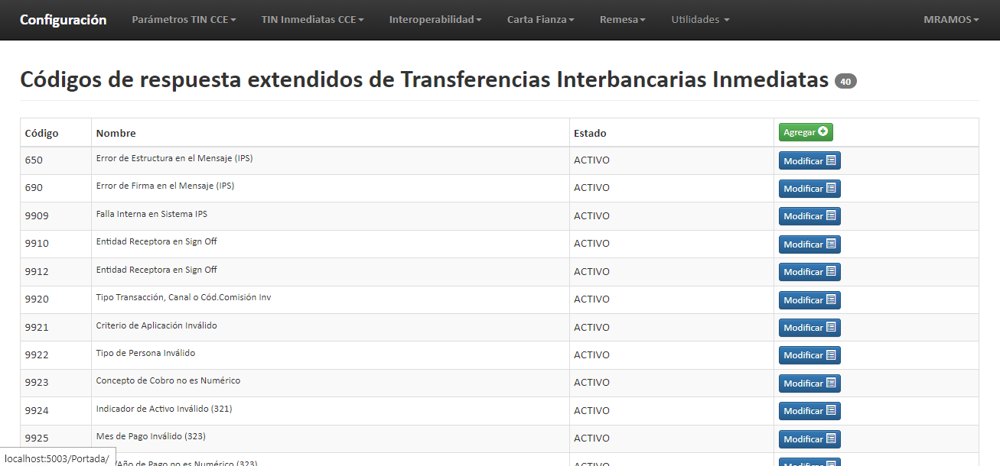 Configuración Parámetros TIN CCE TIN Inmediatas CCE Interoperabilidad Carta Fianza Remesa Utilidades MRAMOS
Códigos de respuesta extendidos de Transferencias Interbancarias Inmediatas 40
Código Nombre Estado Agregar
650 Error de Estructura en el Mensaje (IPS) ACTIVO Modificar
690 Error de Firma en el Mensaje (IPS) ACTIVO Modificar
9909 Falla Interna en Sistema IPS ACTIVO Modificar
9910 Entidad Receptora en Sign Off ACTIVO Modificar
9912 Entidad Receptora en Sign Off ACTIVO Modificar
9920 Tipo Transacción, Canal o Cód.Comisión Inv ACTIVO Modificar
9921 Criterio de Aplicación Inválido ACTIVO Modificar
9922 Tipo de Persona Inválido ACTIVO Modificar
9923 Concepto de Cobro no es Numérico ACTIVO Modificar
9924 Indicador de Activo Inválido (321) ACTIVO Modificar
9925 Mes de Pago Inválido (323) ACTIVO Modificar
/Año de Pago no es Numérico (323) ACTIVO Modificar
localhost:5003/Portada/